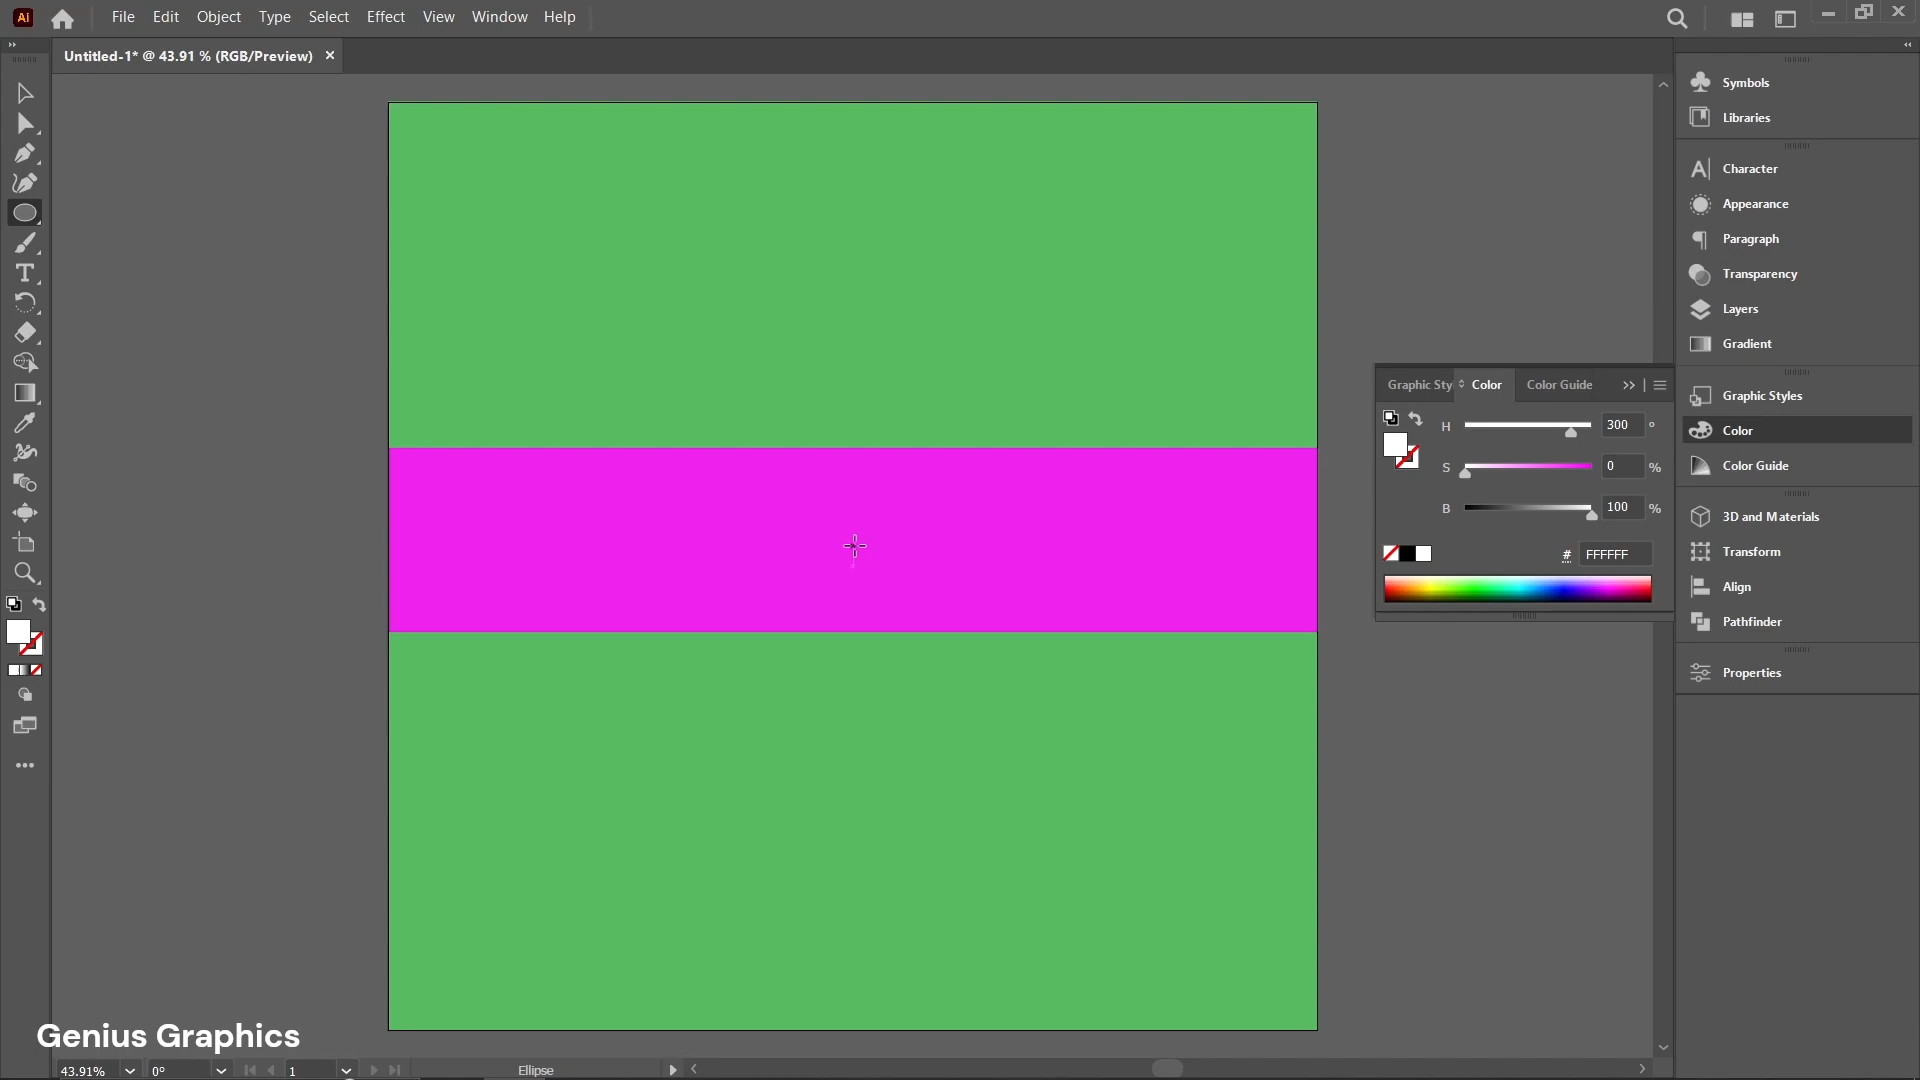 Ai File Edit Object Type Select Effect View Window Help
Untitled-1* @ 43.91 % (RGB/Preview)
Symbols
Libraries
Character
Appearance
Paragraph
Transparency
Layers
Gradient
Graphic Sty Color Color Guide
H 300 °
S 0 %
B 100 %
# FFFFFF
Graphic Styles
Color
Color Guide
3D and Materials
Transform
Align
Pathfinder
Properties
Genius Graphics
43.91% 0° 1 Ellipse